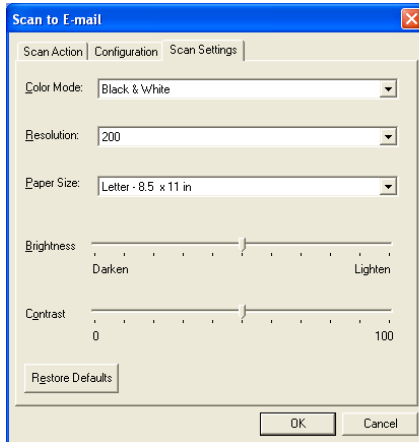 Scan to E-mail
Scan Action Configuration Scan Settings
Color Mode: Black & White
Resolution: 200
Paper Size: Letter - 8.5 x 11 in
Brightness
Darken Lighten
Contrast
0 100
Restore Defaults
OK Cancel